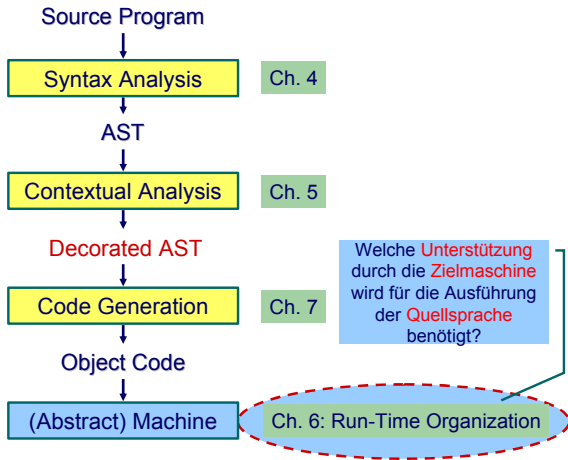 Source Program
Syntax Analysis
Ch. 4
AST
Contextual Analysis
Ch. 5
Decorated AST
Welche Unterstützung
durch die Zielmaschine
wird für die Ausführung
der Quellsprache
benötigt?
Code Generation
Ch. 7
Object Code
(Abstract) Machine
Ch. 6: Run-Time Organization